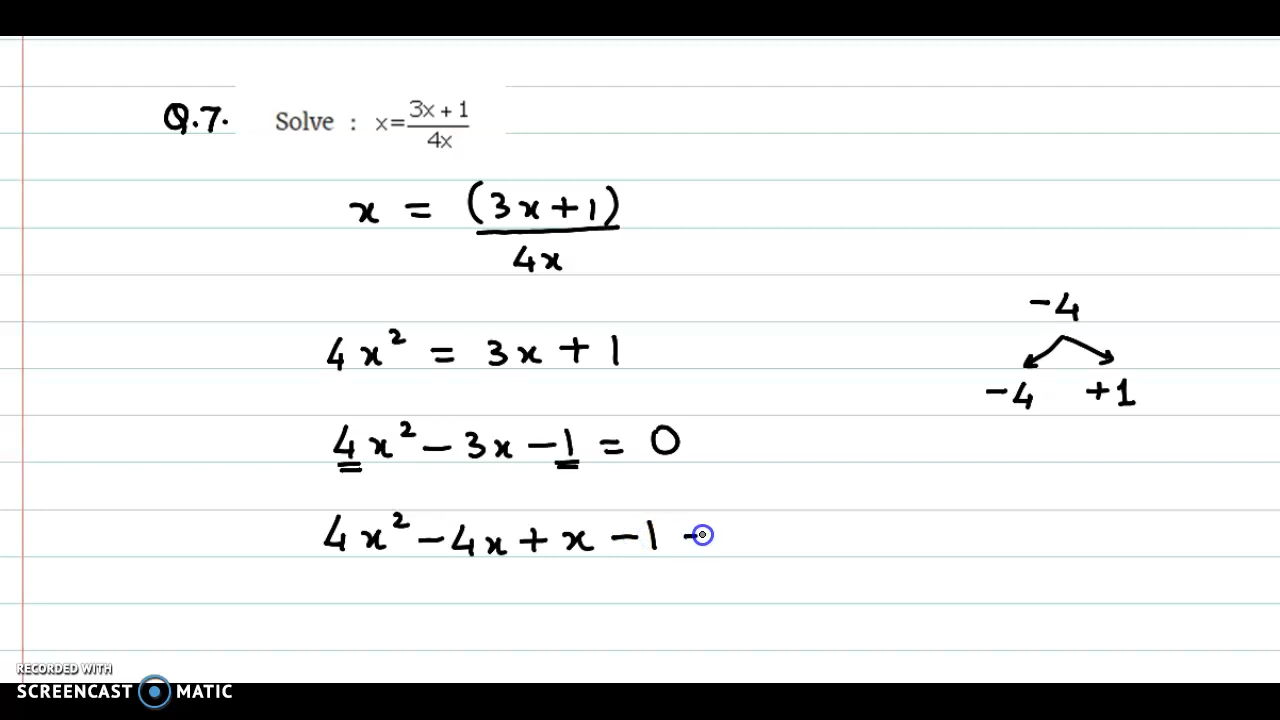 Q.7. Solve : x = (3x + 1)/(4x)
x = (3x + 1)/(4x)
-4
4x² = 3x + 1
-4 +1
4x² - 3x - 1 = 0
4x² - 4x + x - 1 -
RECORDED WITH
SCREENCAST MATIC